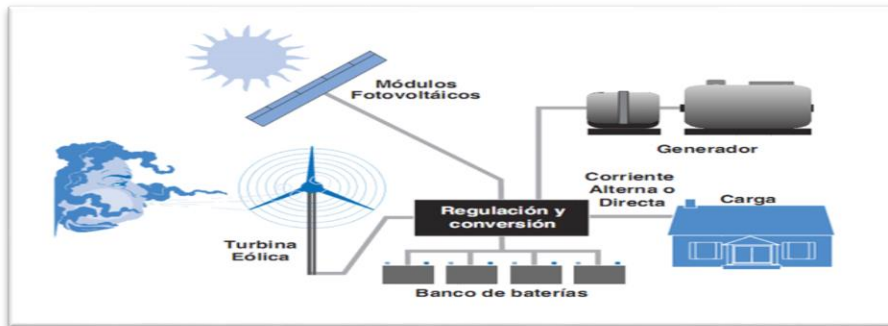 Módulos
Fotovoltáicos
Generador
Corriente
Alterna o
Directa
Carga
Regulación y
conversión
Turbina
Eólica
Banco de baterías